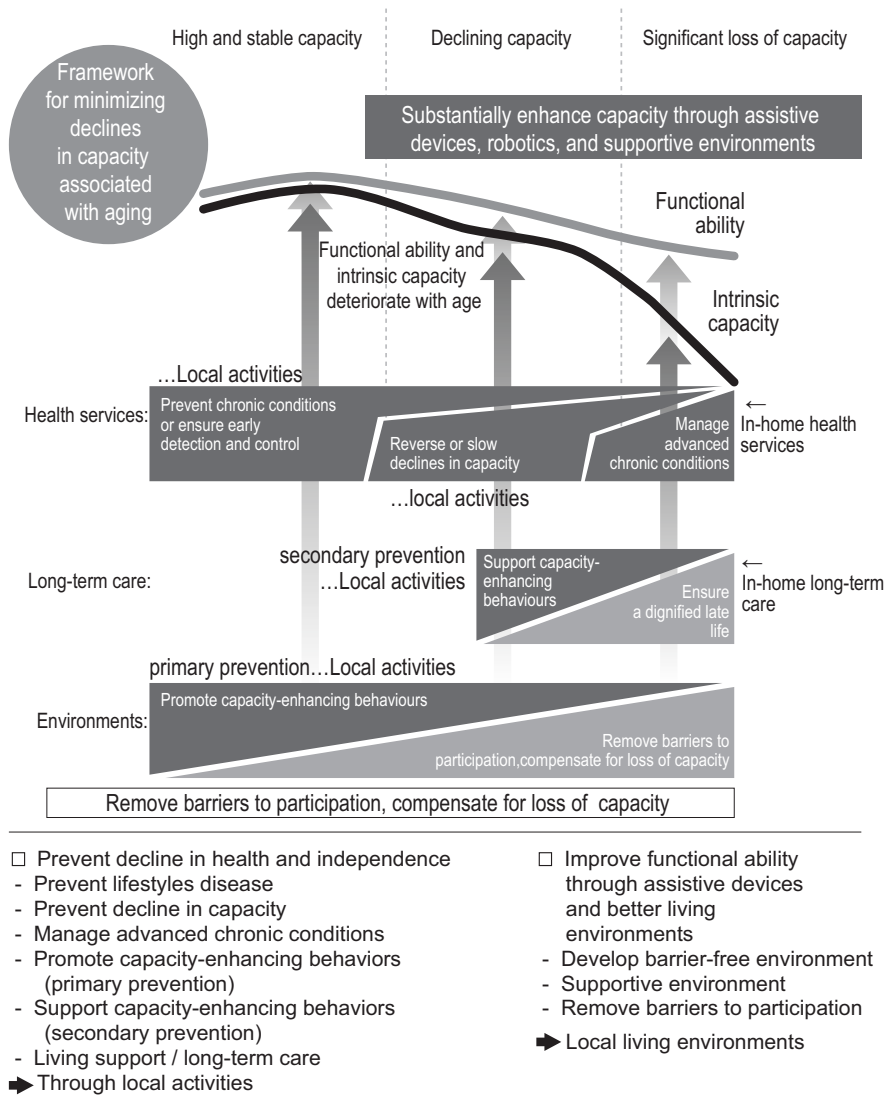 High and stable capacity
Declining capacity
Significant loss of capacity
Framework
for minimizing
declines
in capacity
associated
with aging
Substantially enhance capacity through assistive
devices, robotics, and supportive environments
Functional
ability
Functional ability and
intrinsic capacity
deteriorate with age
Intrinsic
capacity
…Local activities
Health services:
Prevent chronic conditions
or ensure early
detection and control
Reverse or slow
declines in capacity
Manage
advanced
chronic conditions
←
In-home health
services
…local activities
secondary prevention
…Local activities
Long-term care:
Support capacity-
enhancing
behaviours
Ensure
a dignified late
life
←
In-home long-term
care
primary prevention…Local activities
Environments:
Promote capacity-enhancing behaviours
Remove barriers to
participation,compensate for loss of capacity
Remove barriers to participation, compensate for loss of capacity
□ Prevent decline in health and independence
- Prevent lifestyles disease
- Prevent decline in capacity
- Manage advanced chronic conditions
- Promote capacity-enhancing behaviors
(primary prevention)
- Support capacity-enhancing behaviors
(secondary prevention)
- Living support / long-term care
➡ Through local activities
□ Improve functional ability
through assistive devices
and better living
environments
- Develop barrier-free environment
- Supportive environment
- Remove barriers to participation
➡ Local living environments